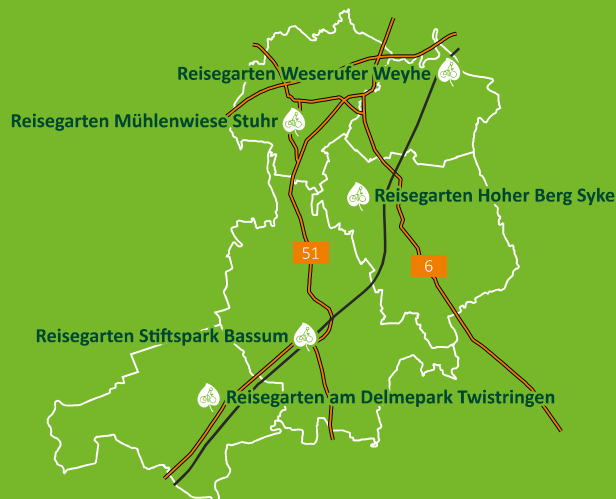 Reisegarten Weserufer Weyhe
Reisegarten Mühlenwiese Stuhr
Reisegarten Hoher Berg Syke
51
6
Reisegarten Stiftspark Bassum
Reisegarten am Delmepark Twistringen